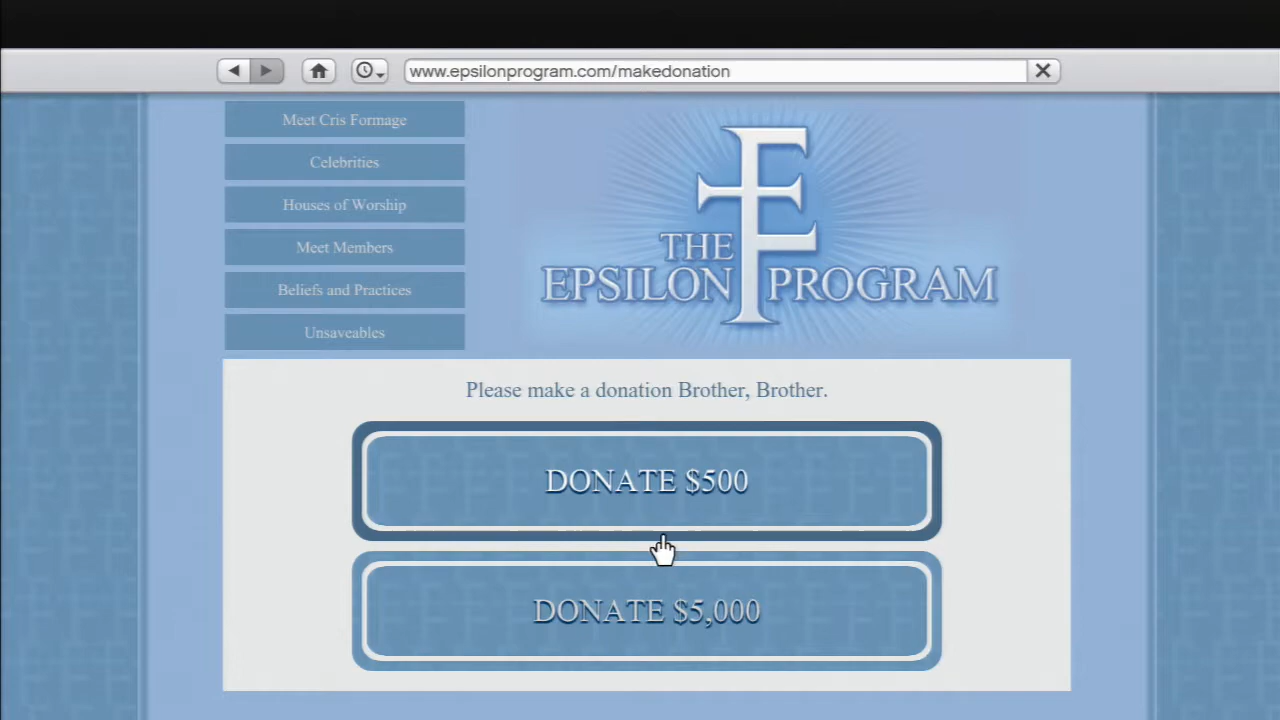 www.epsilonprogram.com/makedonation
Meet Cris Formage
Celebrities
Houses of Worship
Meet Members
Beliefs and Practices
Unsaveables
THE
EPSILON PROGRAM
Please make a donation Brother, Brother.
DONATE $500
DONATE $5,000